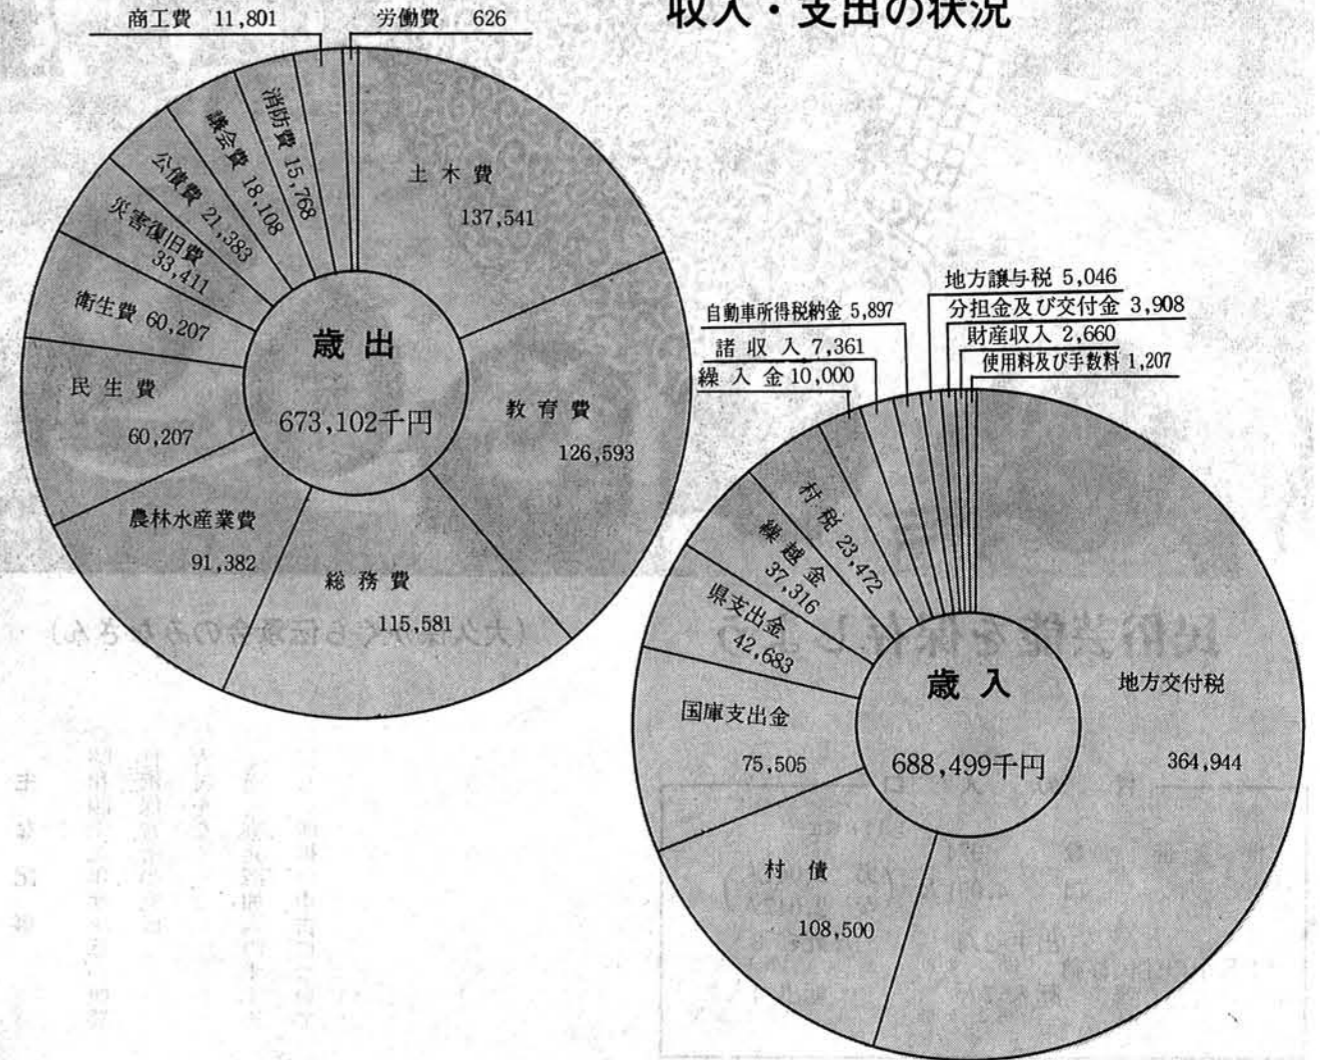 収入・支出の状況
商工費 11,801
労働費 626
土木費
137,541
教育費
126,593
総務費
115,581
農林水産業費
91,382
民生費
60,207
衛生費 60,207
災害復旧費
33,411
公債費 21,383
議会費 18,108
消防費 15,768
歳出
673,102千円
地方譲与税 5,046
分担金及び交付金 3,908
財産収入 2,660
使用料及び手数料 1,207
自動車所得税納金 5,897
諸収入 7,361
繰入金 10,000
村税 23,472
繰越金
37,316
県支出金
42,683
国庫支出金
75,505
村債
108,500
地方交付税
364,944
歳入
688,499千円